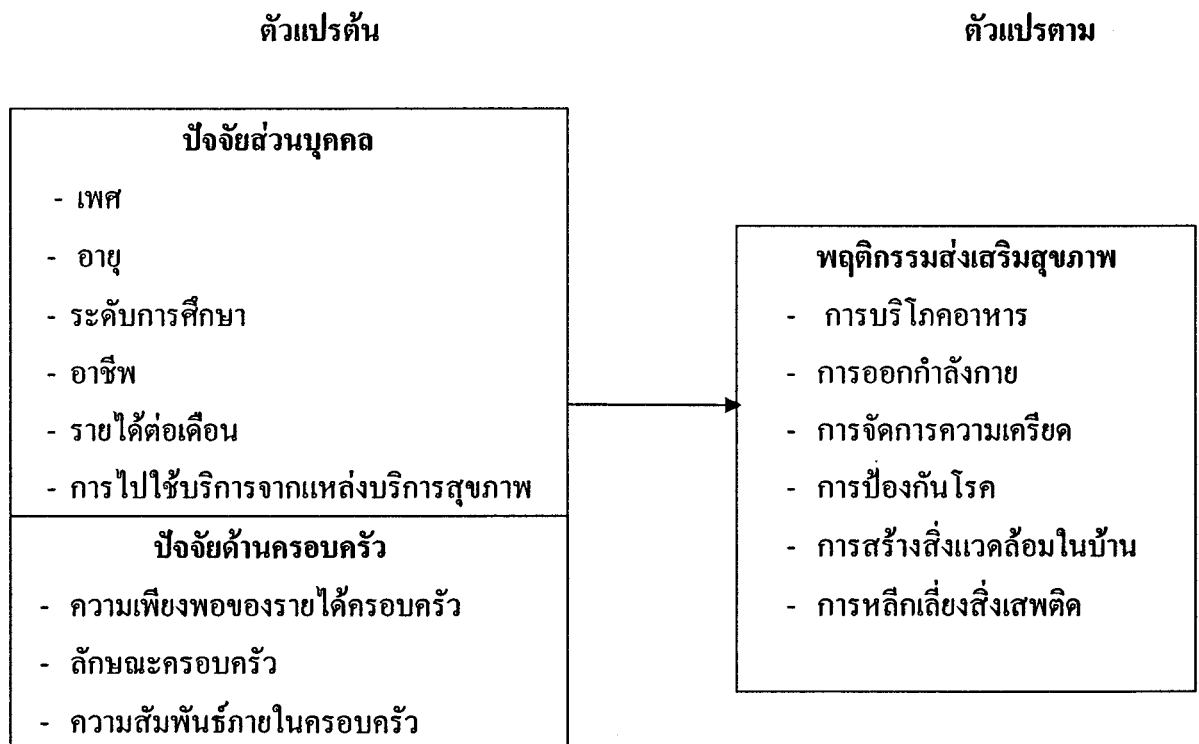 ตัวแปรต้น
ตัวแปรตาม
ปัจจัยส่วนบุคคล
- เพศ
- อายุ
- ระดับการศึกษา
- อาชีพ
- รายได้ต่อเดือน
- การไปใช้บริการจากแหล่งบริการสุขภาพ
ปัจจัยด้านครอบครัว
- ความเพียงพอของรายได้ครอบครัว
- ลักษณะครอบครัว
- ความสัมพันธ์ภายในครอบครัว
พฤติกรรมส่งเสริมสุขภาพ
- การบริโภคอาหาร
- การออกกำลังกาย
- การจัดการความเครียด
- การป้องกันโรค
- การสร้างสิ่งแวดล้อมในบ้าน
- การหลีกเลี่ยงสิ่งเสพติด